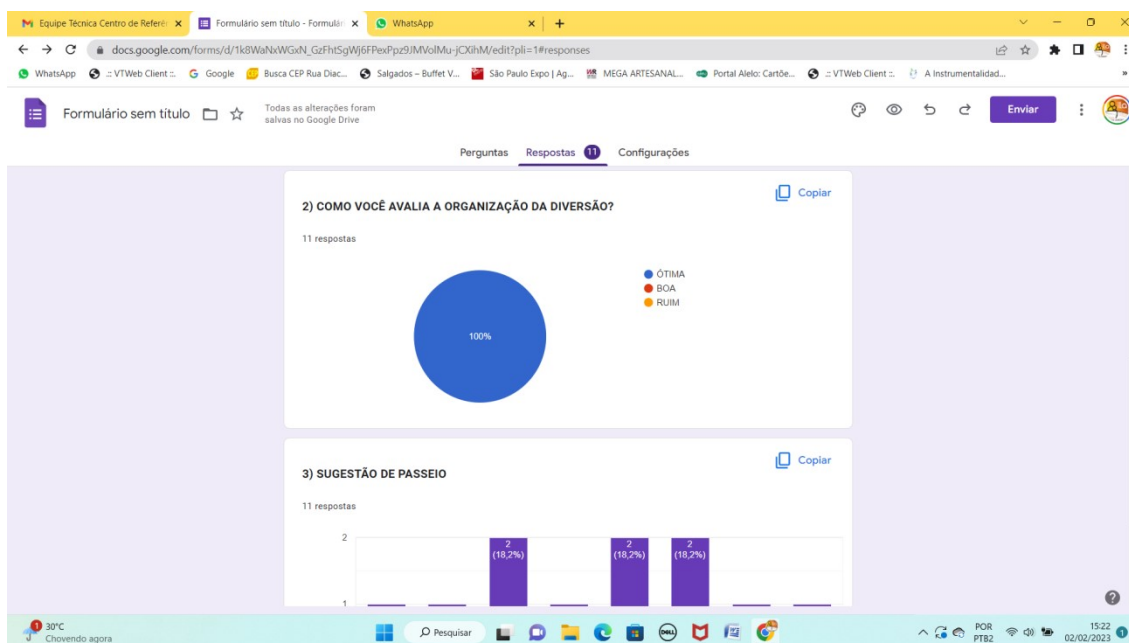 Equipe Técnica Centro de Referê
Formulário sem título - Formulár
WhatsApp
docs.google.com/forms/d/1k8WaNxWGxN_GzFhtSgWj6FPexPpz9JMVolMu-jCXihM/edit?pli=1#responses
WhatsApp
.:: VTWeb Client ::.
Google
Busca CEP Rua Diac...
Salgados – Buffet V...
São Paulo Expo | Ag...
MEGA ARTESANAL...
Portal Alelo: Cartõe...
.:: VTWeb Client ::.
A Instrumentalidad...
»
Formulário sem título
Todas as alterações foram
salvas no Google Drive
Enviar
Perguntas Respostas 11 Configurações
Copiar
2) COMO VOCÊ AVALIA A ORGANIZAÇÃO DA DIVERSÃO?
11 respostas
ÓTIMA
BOA
RUIM
100%
Copiar
3) SUGESTÃO DE PASSEIO
11 respostas
2
2
(18,2%)
2
(18,2%)
2
(18,2%)
1
1
30°C
Chovendo agora
Pesquisar
DELL
POR
PTB2
15:22
02/02/2023
1